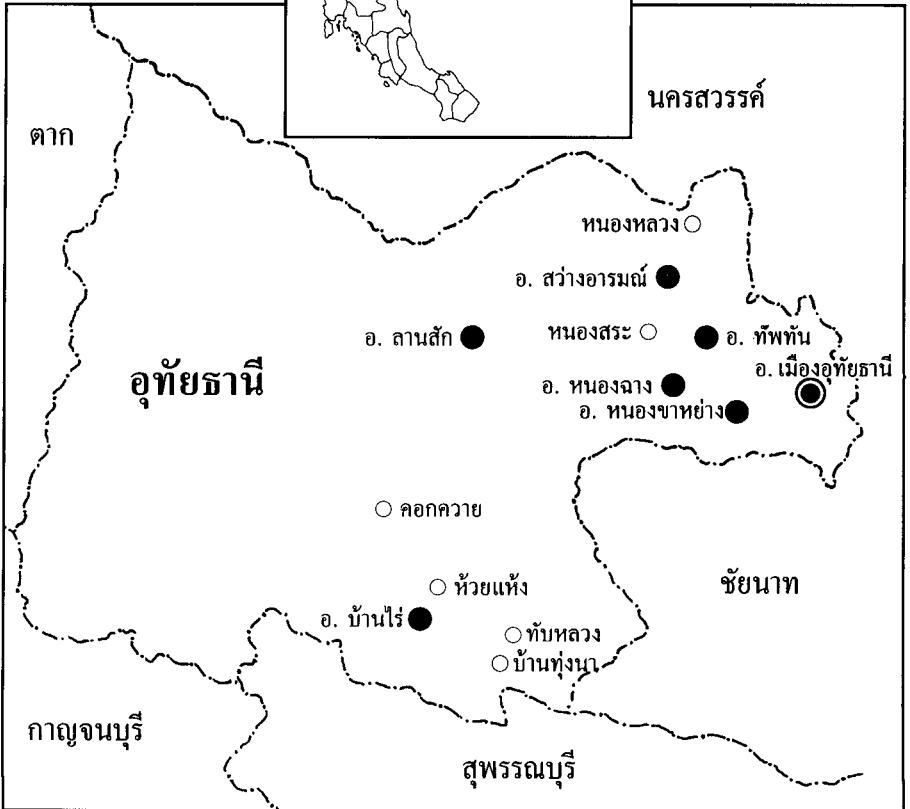 นครสวรรค์
ตาก
หนองหลวง
อ. สว่างอารมณ์
อ. ลานสัก
หนองสระ
อ. ทัพทัน
อ. เมืองอุทัยธานี
อุทัยธานี
อ. หนองฉาง
อ. หนองขาหย่าง
คอกควาย
ชัยนาท
ห้วยแห้ง
อ. บ้านไร่
ทับหลวง
บ้านทุ่งนา
กาญจนบุรี
สุพรรณบุรี